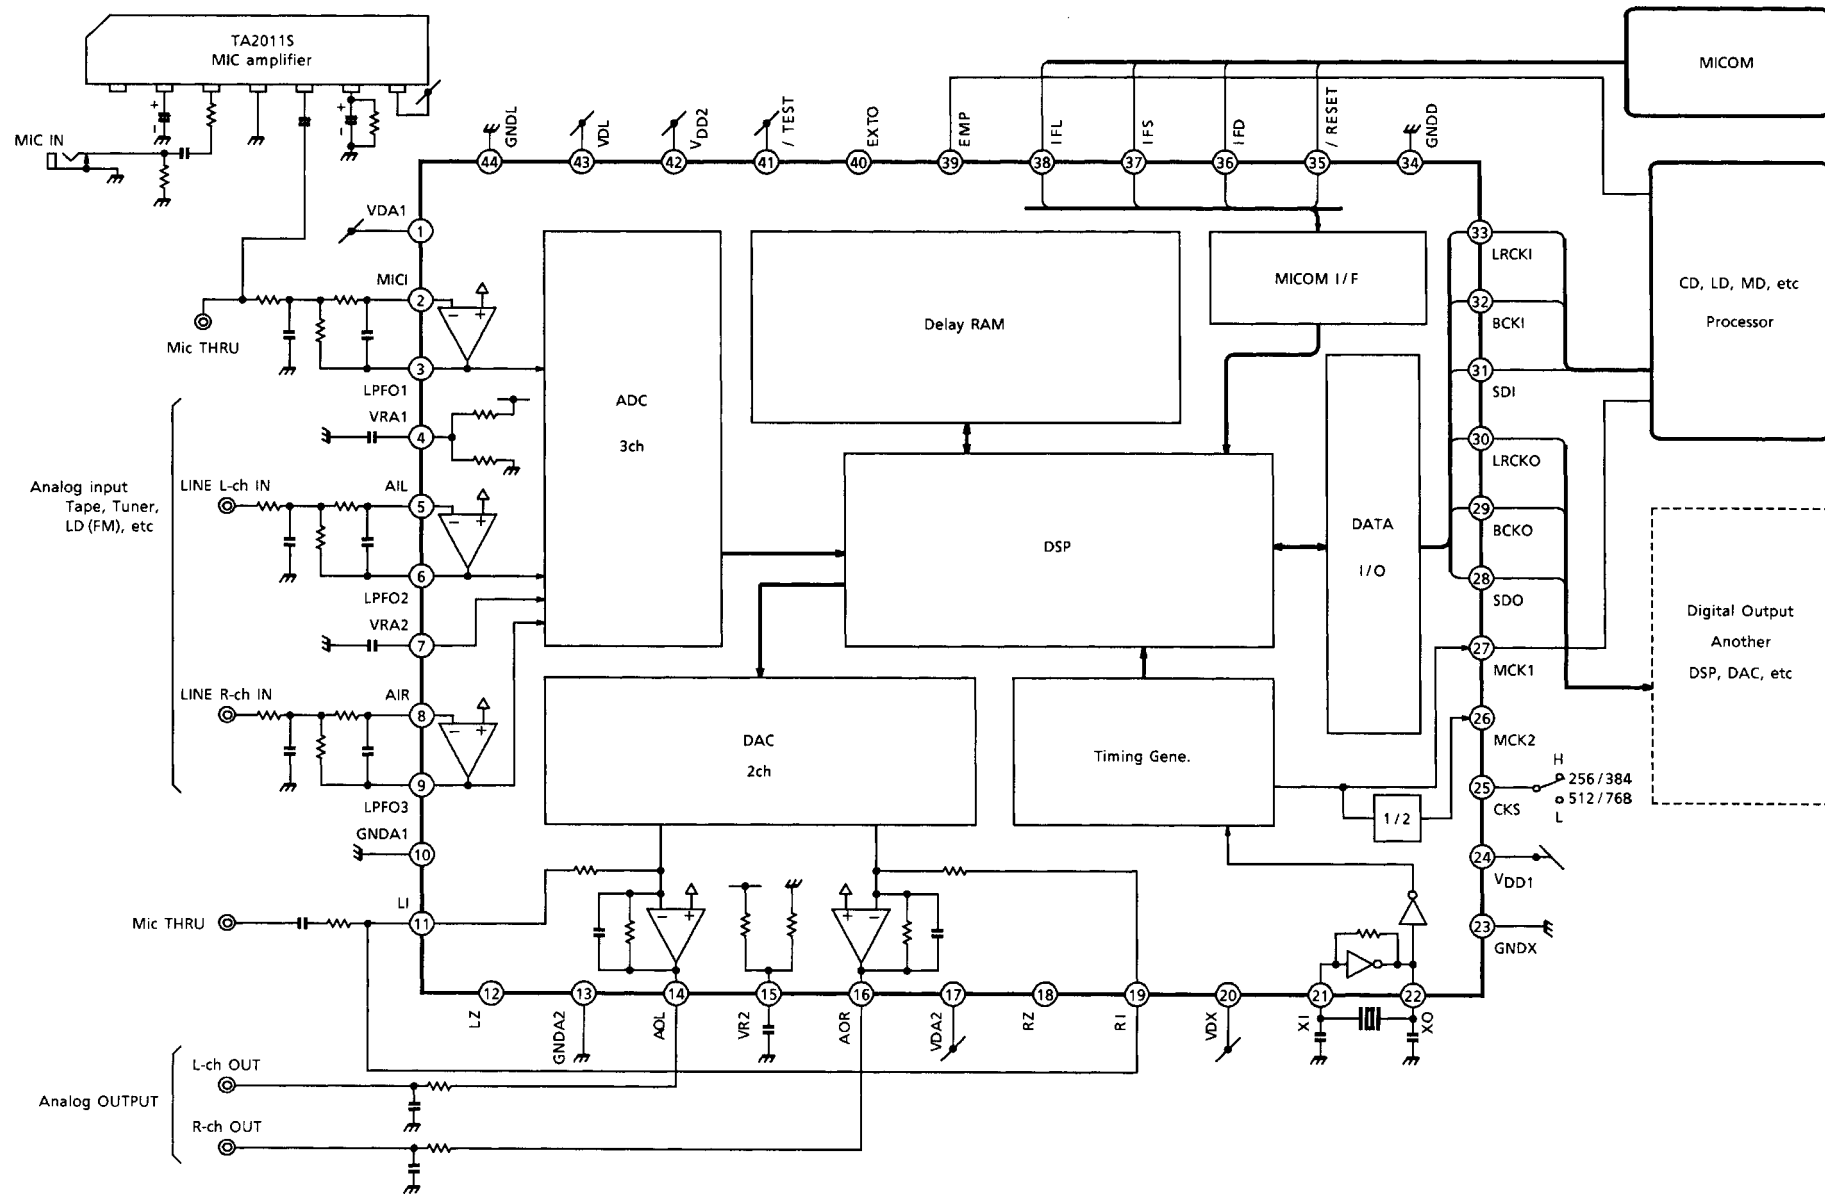 TA2011S
MIC amplifier
MICOM
MIC IN
+
−
+
−
44
GNDL
43
VDL
42
VDD2
41
/ TEST
40
EXTO
39
EMP
38
IFL
37
IFS
36
IFD
35
/ RESET
34
GNDD
VDA1
1
MICI
2
− +
Mic THRU
3
LPFO1
VRA1
4
Analog input
Tape, Tuner,
LD (FM), etc
LINE L-ch IN
AIL
5
− +
6
LPFO2
VRA2
7
LINE R-ch IN
AIR
8
− +
9
LPFO3
GNDA1
10
LI
Mic THRU
11
ADC
3ch
Delay RAM
MICOM I/F
DSP
DATA
I/O
DAC
2ch
Timing Gene.
1/2
33
LRCKI
32
BCKI
31
SDI
30
LRCKO
29
BCKO
28
SDO
27
MCK1
26
MCK2
25
CKS
H
256/384
512/768
L
24
VDD1
23
GNDX
CD, LD, MD, etc
Processor
Digital Output
Another
DSP, DAC, etc
− +
+ −
12
LZ
13
GNDA2
14
AOL
15
VR2
16
AOR
17
VDA2
18
RZ
19
RI
20
VDX
21
XI
22
XO
Analog OUTPUT
L-ch OUT
R-ch OUT